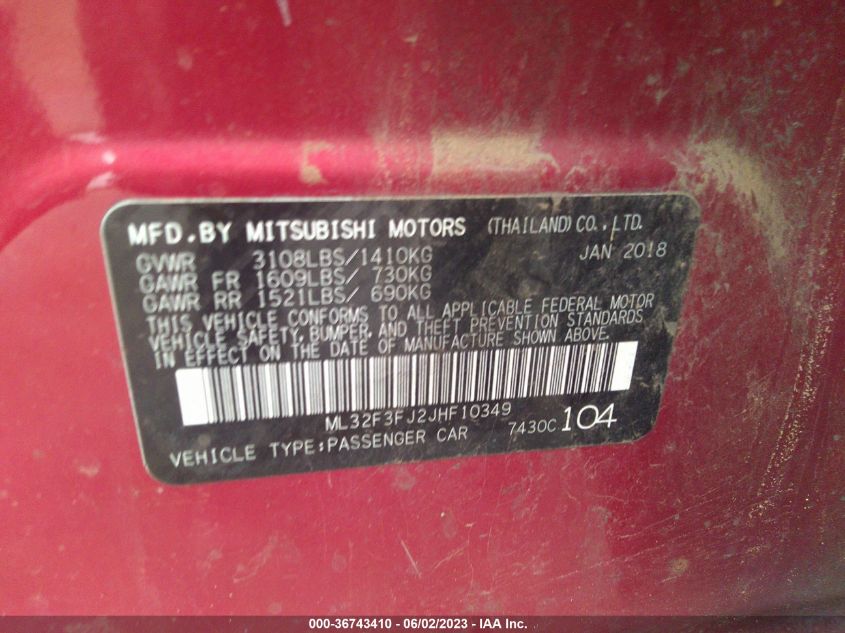 MFD.BY MITSUBISHI MOTORS (THAILAND) CO., LTD.
GVWR 3108LBS/1410KG JAN 2018
GAWR FR 1609LBS/ 730KG
GAWR RR 1521LBS/ 690KG
THIS VEHICLE CONFORMS TO ALL APPLICABLE FEDERAL MOTOR
VEHICLE SAFETY, BUMPER, AND THEFT PREVENTION STANDARDS
IN EFFECT ON THE DATE OF MANUFACTURE SHOWN ABOVE.
ML32F3FJ2JHF10349
VEHICLE TYPE:PASSENGER CAR 7430C 104
000-36743410 - 06/02/2023 - IAA Inc.